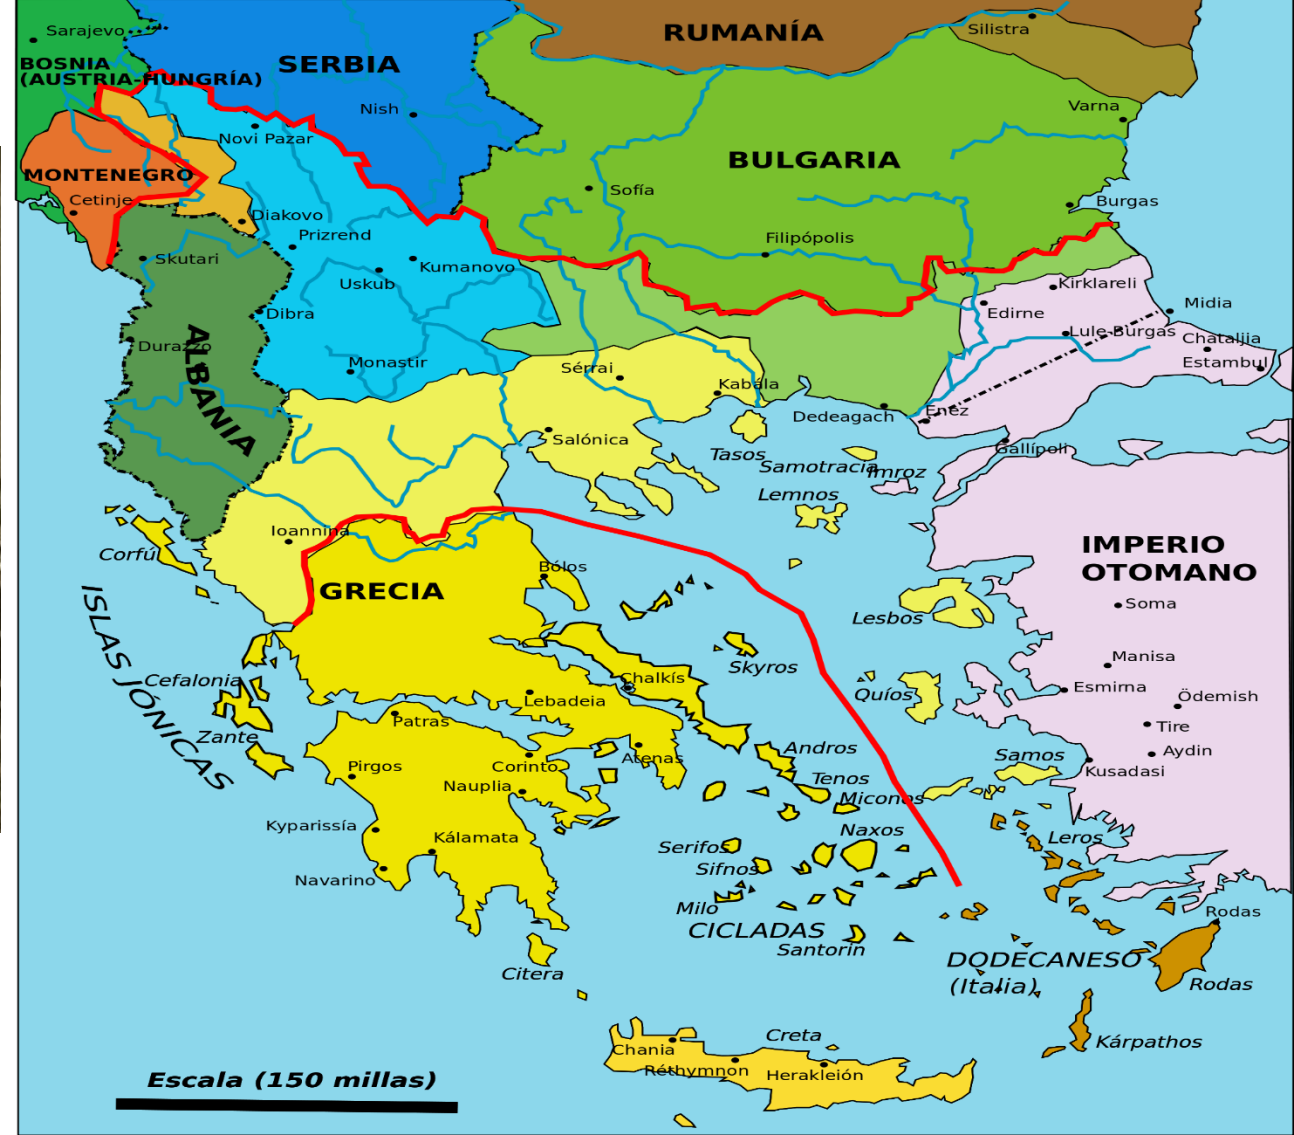 Sarajevo
RUMANÍA
Silistra
BOSNIA
(AUSTRIA-HUNGRÍA)
SERBIA
Nish
Varna
Novi Pazar
BULGARIA
MONTENEGRO
Sofía
Cetinje
Diakovo
Burgas
Prizrend
Filipópolis
Skutari
Kumanovo
Uskub
Kirklareli
Edirne
Midia
Dibra
Lule Burgas
Chataljia
Durazzo
Monastir
Estambul
ALBANIA
Sérrai
Kabála
Dedeagach
Enez
Salónica
Gallípoli
Tasos
Samotracia
Imroz
Lemnos
Ioannina
Corfú
IMPERIO
OTOMANO
Bólos
GRECIA
Soma
Lesbos
ISLAS JÓNICAS
Manisa
Skyros
Chalkís
Cefalonia
Esmirna
Quíos
Ödemish
Lebadeia
Patras
Tire
Zante
Andros
Aydin
Atenas
Samos
Pirgos
Corinto
Kusadasi
Tenos
Nauplia
Miconos
Kyparissía
Naxos
Kálamata
Leros
Serifos
Sifnos
Navarino
Milo
Rodas
CICLADAS
Santorin
DODECANESO
(Italia)
Citera
Rodas
Creta
Kárpathos
Chania
Réthymnon
Herakleión
Escala (150 millas)